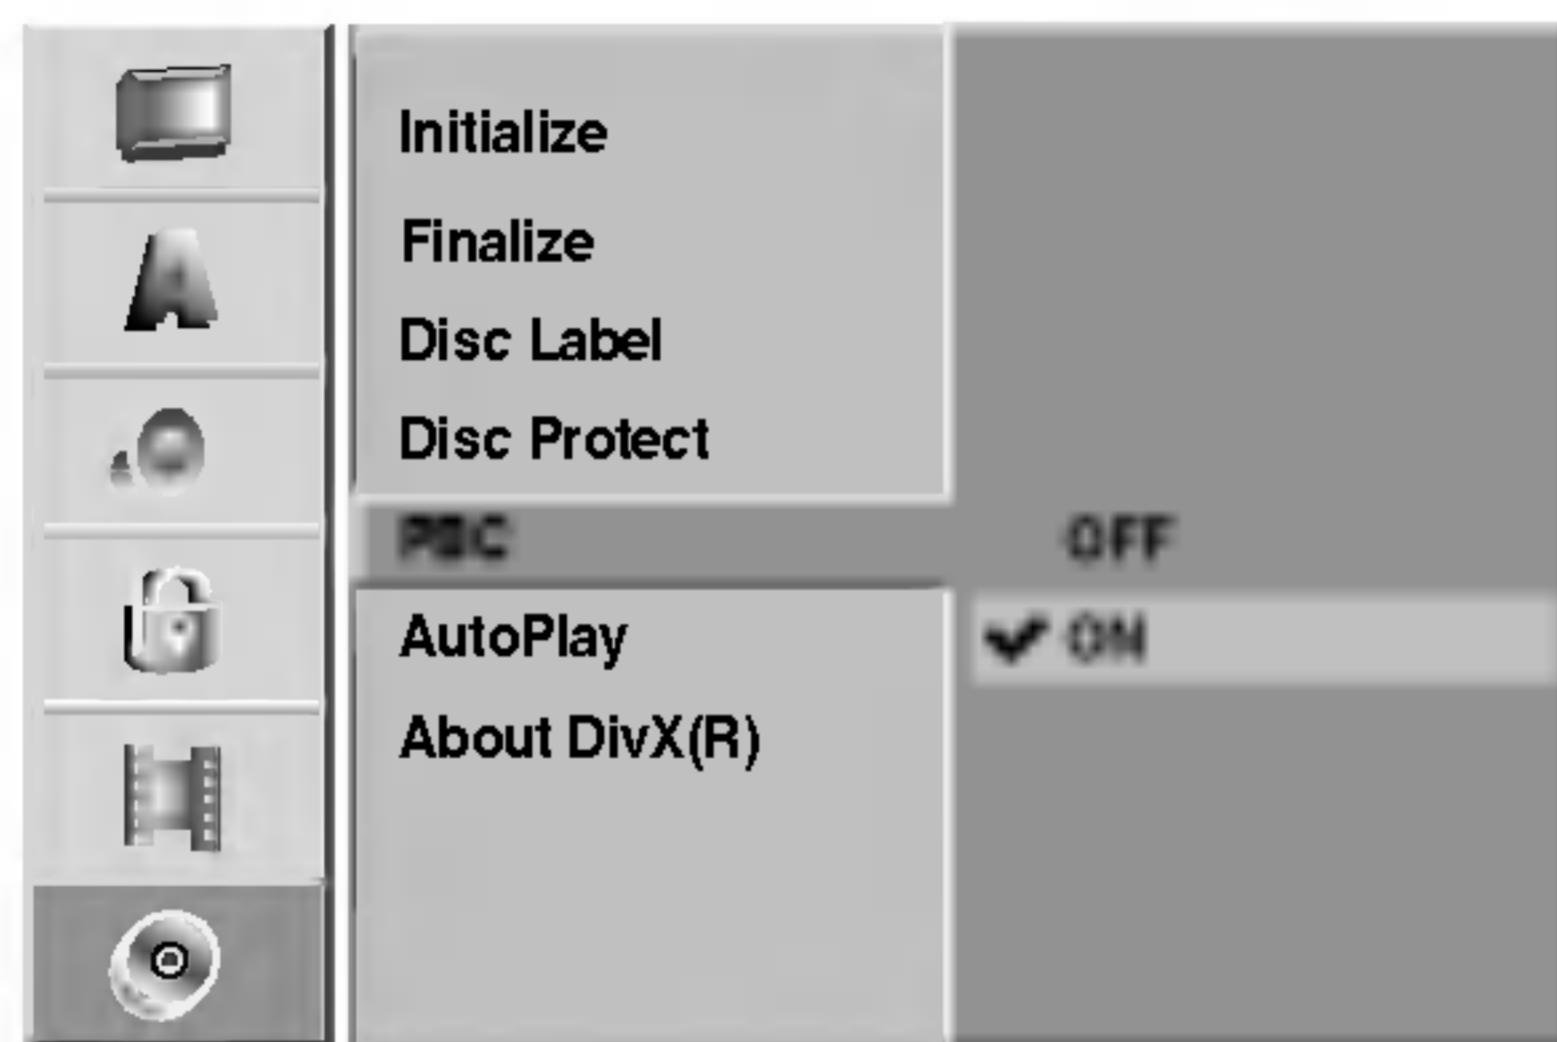 Initialize
Finalize
Disc Label
Disc Protect
PBC OFF
AutoPlay ON
About DivX(R)